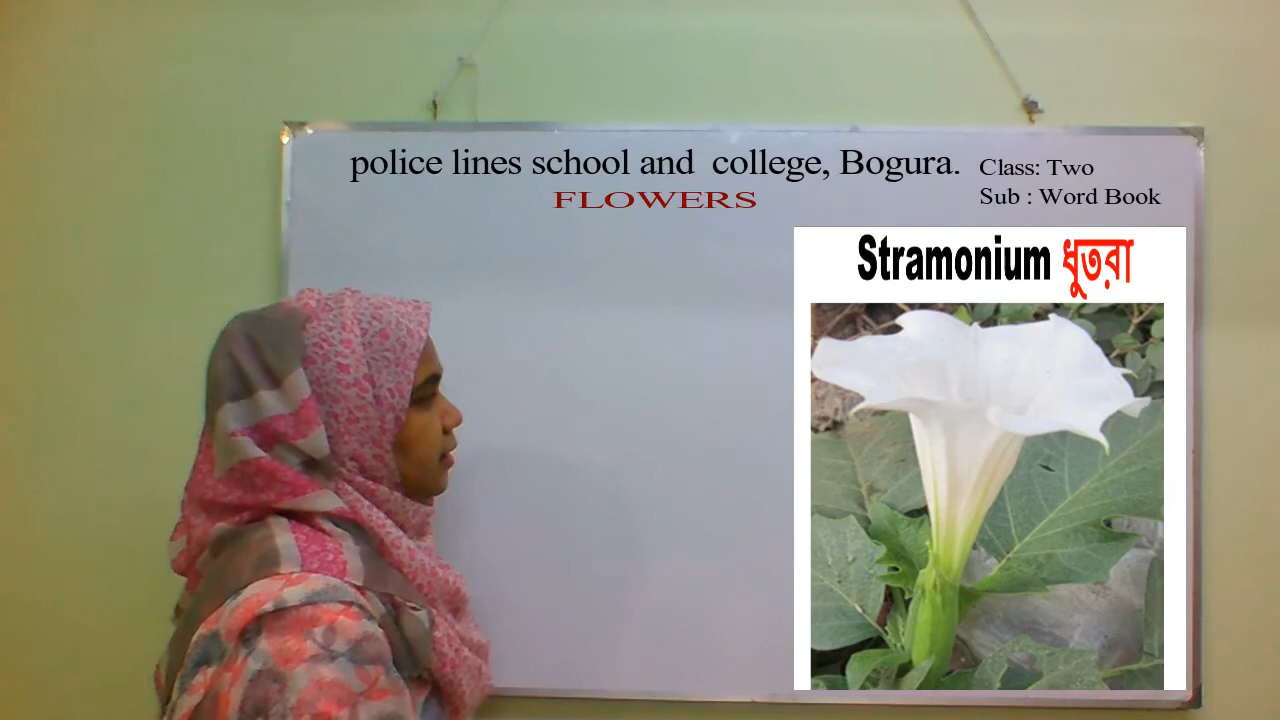 police lines school and college, Bogura.
Class: Two
FLOWERS
Sub : Word Book
Stramonium ধুতরা